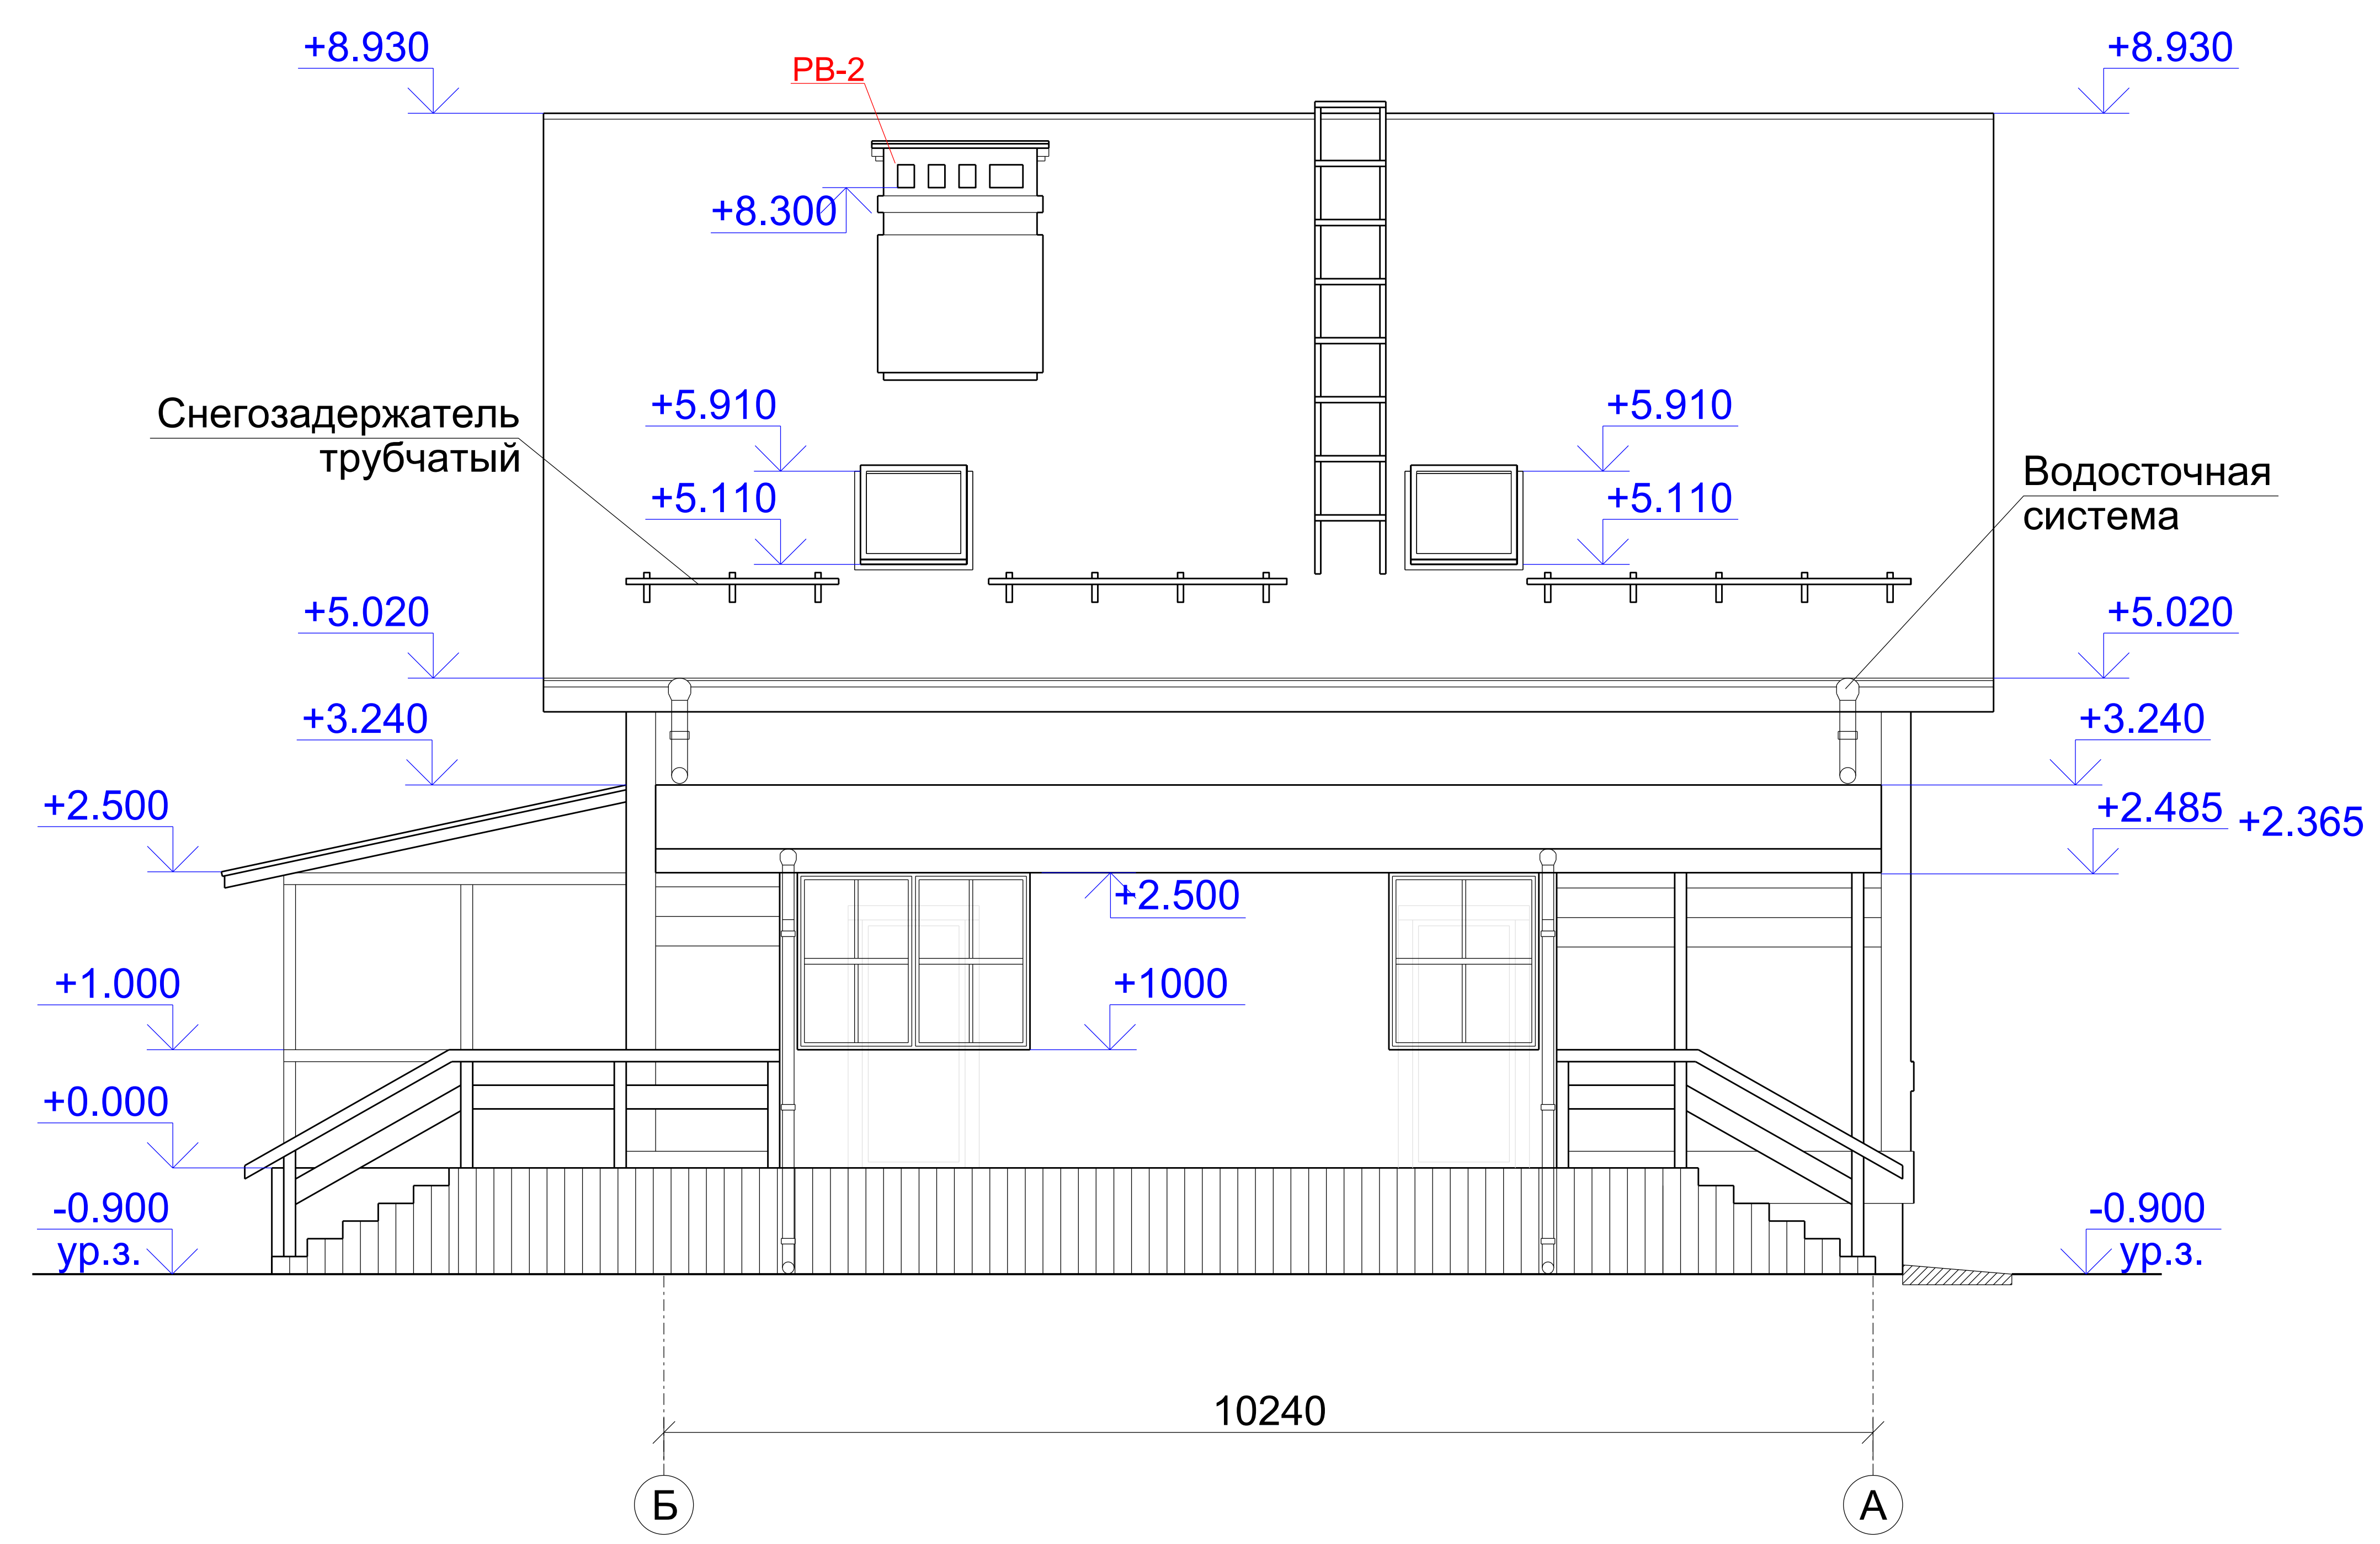 +8.930
+8.930
РВ-2
+8.300
Снегозадержатель
трубчатый
+5.910
+5.910
+5.110
+5.110
Водосточная
система
+5.020
+5.020
+3.240
+3.240
+2.500
+2.485 +2.365
+2.500
+1.000
+1000
+0.000
-0.900
ур.з.
-0.900
ур.з.
10240
Б
А